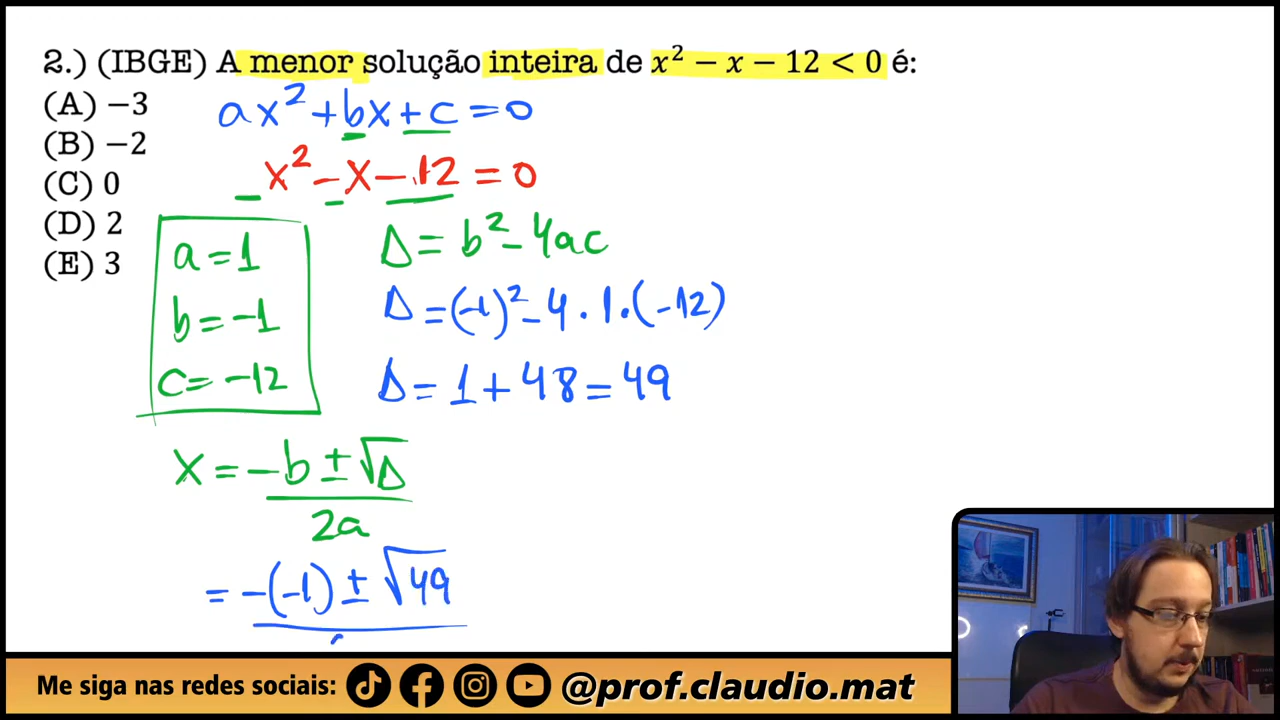 2.) (IBGE) A menor solução inteira de x² − x − 12 < 0 é:
(A) −3
(B) −2
(C) 0
(D) 2
(E) 3
ax² + bx + c = 0
x² − x − 12 = 0
a = 1
b = −1
c = −12
Δ = b² − 4ac
Δ = (−1)² − 4 . 1 . (−12)
Δ = 1 + 48 = 49
x = −b ± √Δ
2a
= −(−1) ± √49
Me siga nas redes sociais: @prof.claudio.mat